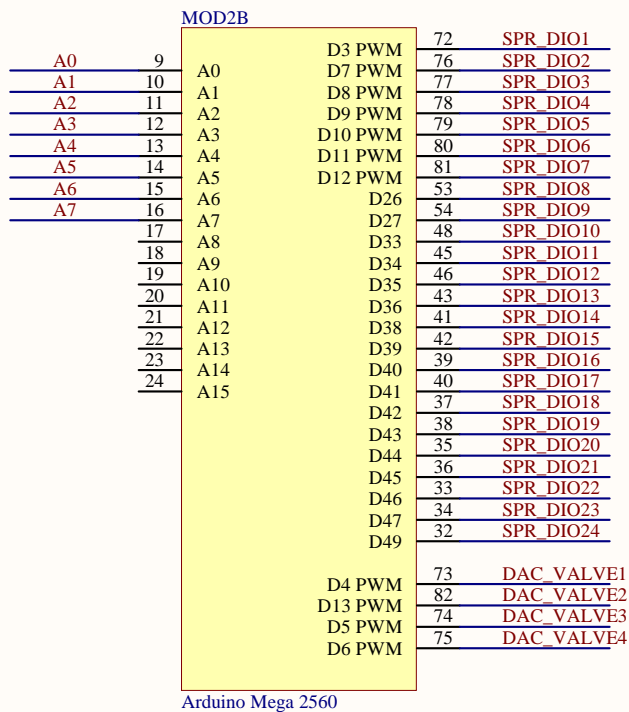 MOD2B
D3 PWM 72 SPR_DIO1
A0 9 A0 D7 PWM 76 SPR_DIO2
A1 10 A1 D8 PWM 77 SPR_DIO3
A2 11 A2 D9 PWM 78 SPR_DIO4
A3 12 A3 D10 PWM 79 SPR_DIO5
A4 13 A4 D11 PWM 80 SPR_DIO6
A5 14 A5 D12 PWM 81 SPR_DIO7
A6 15 A6 D26 53 SPR_DIO8
A7 16 A7 D27 54 SPR_DIO9
17 A8 D33 48 SPR_DIO10
18 A9 D34 45 SPR_DIO11
19 A10 D35 46 SPR_DIO12
20 A11 D36 43 SPR_DIO13
21 A12 D38 41 SPR_DIO14
22 A13 D39 42 SPR_DIO15
23 A14 D40 39 SPR_DIO16
24 A15 D41 40 SPR_DIO17
D42 37 SPR_DIO18
D43 38 SPR_DIO19
D44 35 SPR_DIO20
D45 36 SPR_DIO21
D46 33 SPR_DIO22
D47 34 SPR_DIO23
D49 32 SPR_DIO24
D4 PWM 73 DAC_VALVE1
D13 PWM 82 DAC_VALVE2
D5 PWM 74 DAC_VALVE3
D6 PWM 75 DAC_VALVE4
Arduino Mega 2560